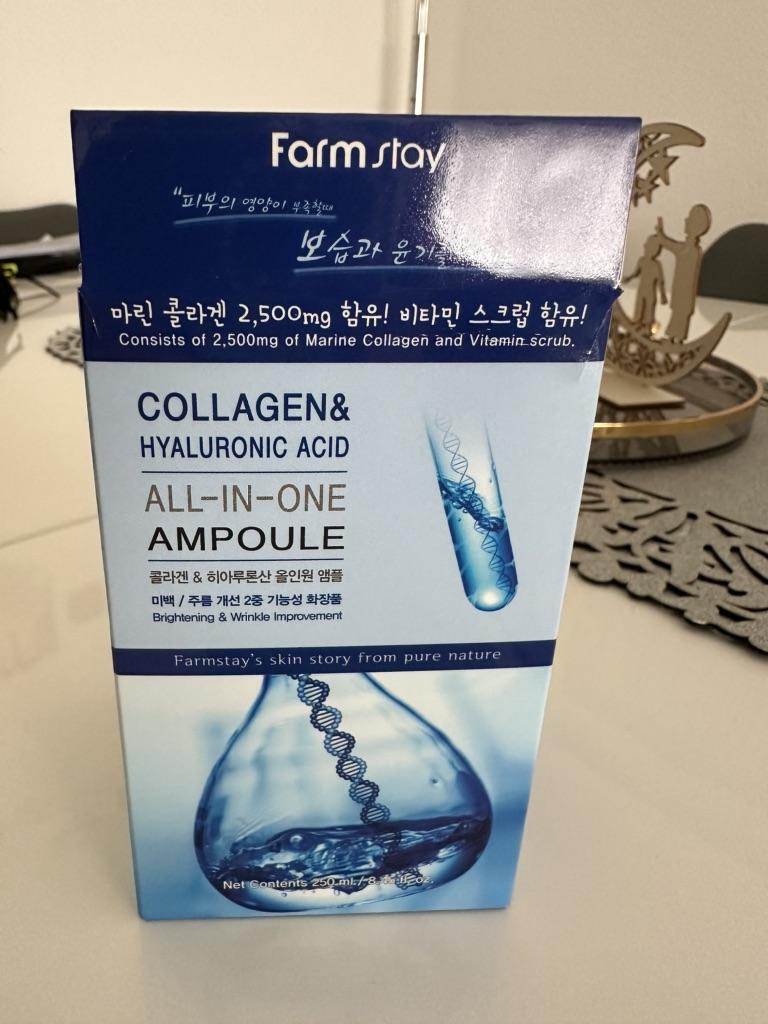 Farm stay
"피부의 영양이 부족할때
보습과 윤기를
마린 콜라겐 2,500mg 함유! 비타민 스크럽 함유!
Consists of 2,500mg of Marine Collagen and Vitamin scrub.
COLLAGEN&
HYALURONIC ACID
ALL-IN-ONE
AMPOULE
콜라겐 & 히아루론산 올인원 앰플
미백 / 주름 개선 2중 기능성 화장품
Brightening & Wrinkle Improvement
Farmstay's skin story from pure nature
Net Contents 250 ml / fl. oz.